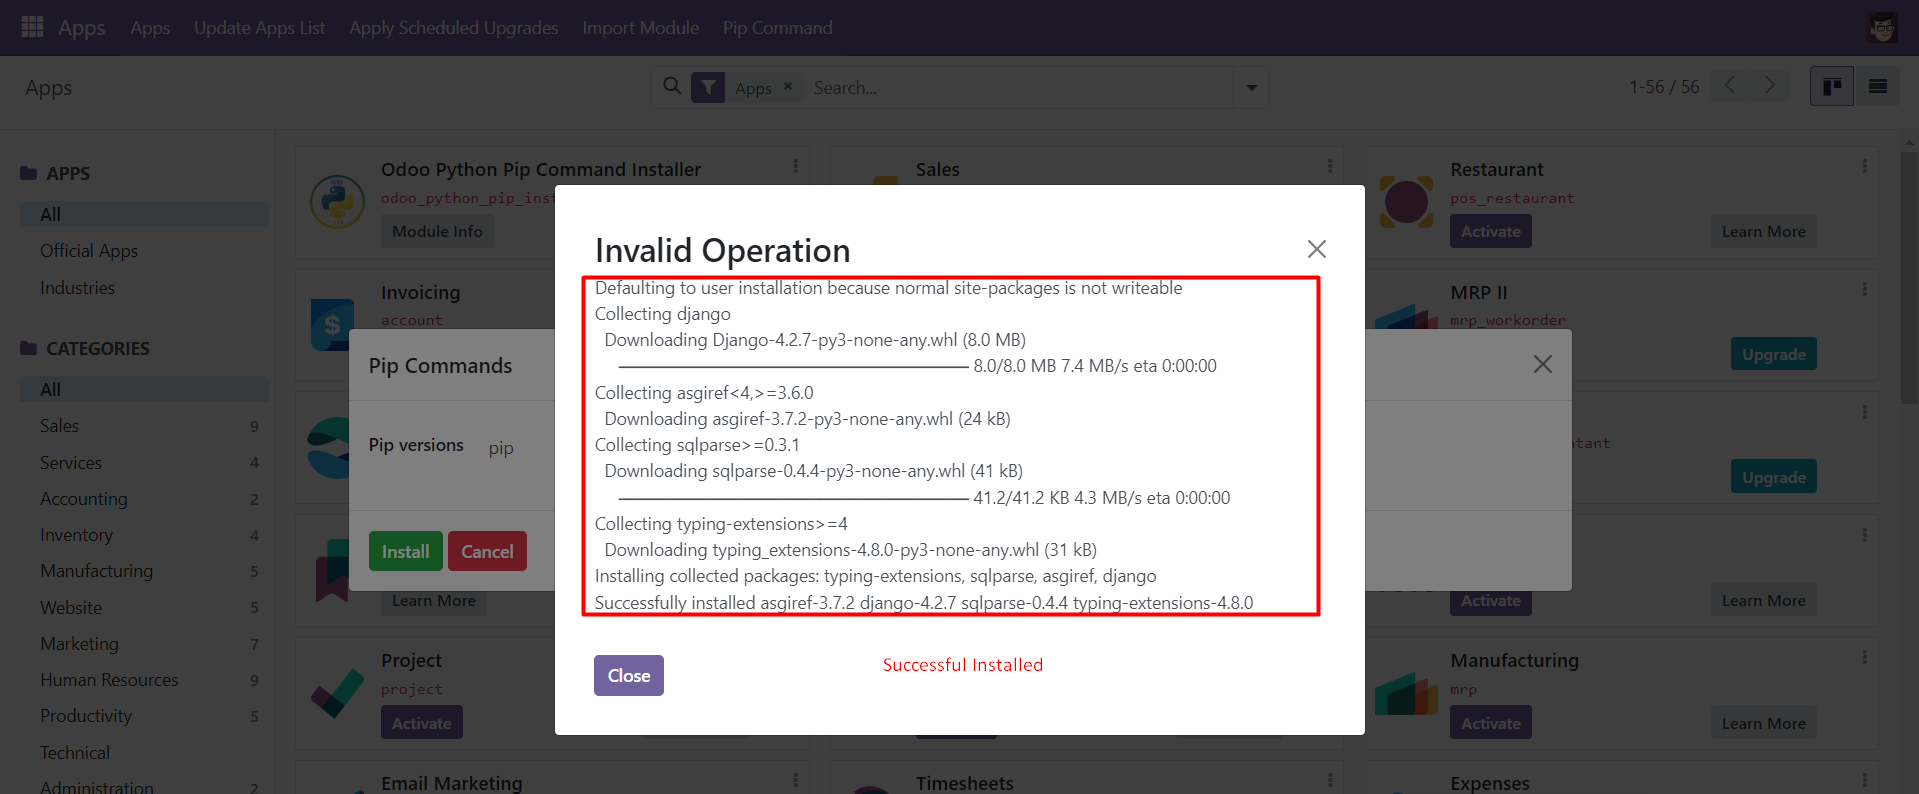 Apps Apps Update Apps List Apply Scheduled Upgrades Import Module Pip Command
Apps
Apps × Search...
1-56 / 56
APPS
All
Official Apps
Industries
CATEGORIES
All
Sales 9
Services 4
Accounting 2
Inventory 4
Manufacturing 5
Website 5
Marketing 7
Human Resources 9
Productivity 5
Technical
Administration 2
Odoo Python Pip Command Installer
odoo_python_pip_inst
Module Info
Sales
Restaurant
pos_restaurant
Activate Learn More
Invoicing
account
MRP II
mrp_workorder
Upgrade
Upgrade
Pip Commands
Pip versions pip
Install Cancel
Learn More
Invalid Operation
Defaulting to user installation because normal site-packages is not writeable
Collecting django
Downloading Django-4.2.7-py3-none-any.whl (8.0 MB)
8.0/8.0 MB 7.4 MB/s eta 0:00:00
Collecting asgiref<4,>=3.6.0
Downloading asgiref-3.7.2-py3-none-any.whl (24 kB)
Collecting sqlparse>=0.3.1
Downloading sqlparse-0.4.4-py3-none-any.whl (41 kB)
41.2/41.2 KB 4.3 MB/s eta 0:00:00
Collecting typing-extensions>=4
Downloading typing_extensions-4.8.0-py3-none-any.whl (31 kB)
Installing collected packages: typing-extensions, sqlparse, asgiref, django
Successfully installed asgiref-3.7.2 django-4.2.7 sqlparse-0.4.4 typing-extensions-4.8.0
Successful Installed
Close
Activate Learn More
Project
project
Activate
Manufacturing
mrp
Activate Learn More
Email Marketing
Timesheets
Expenses